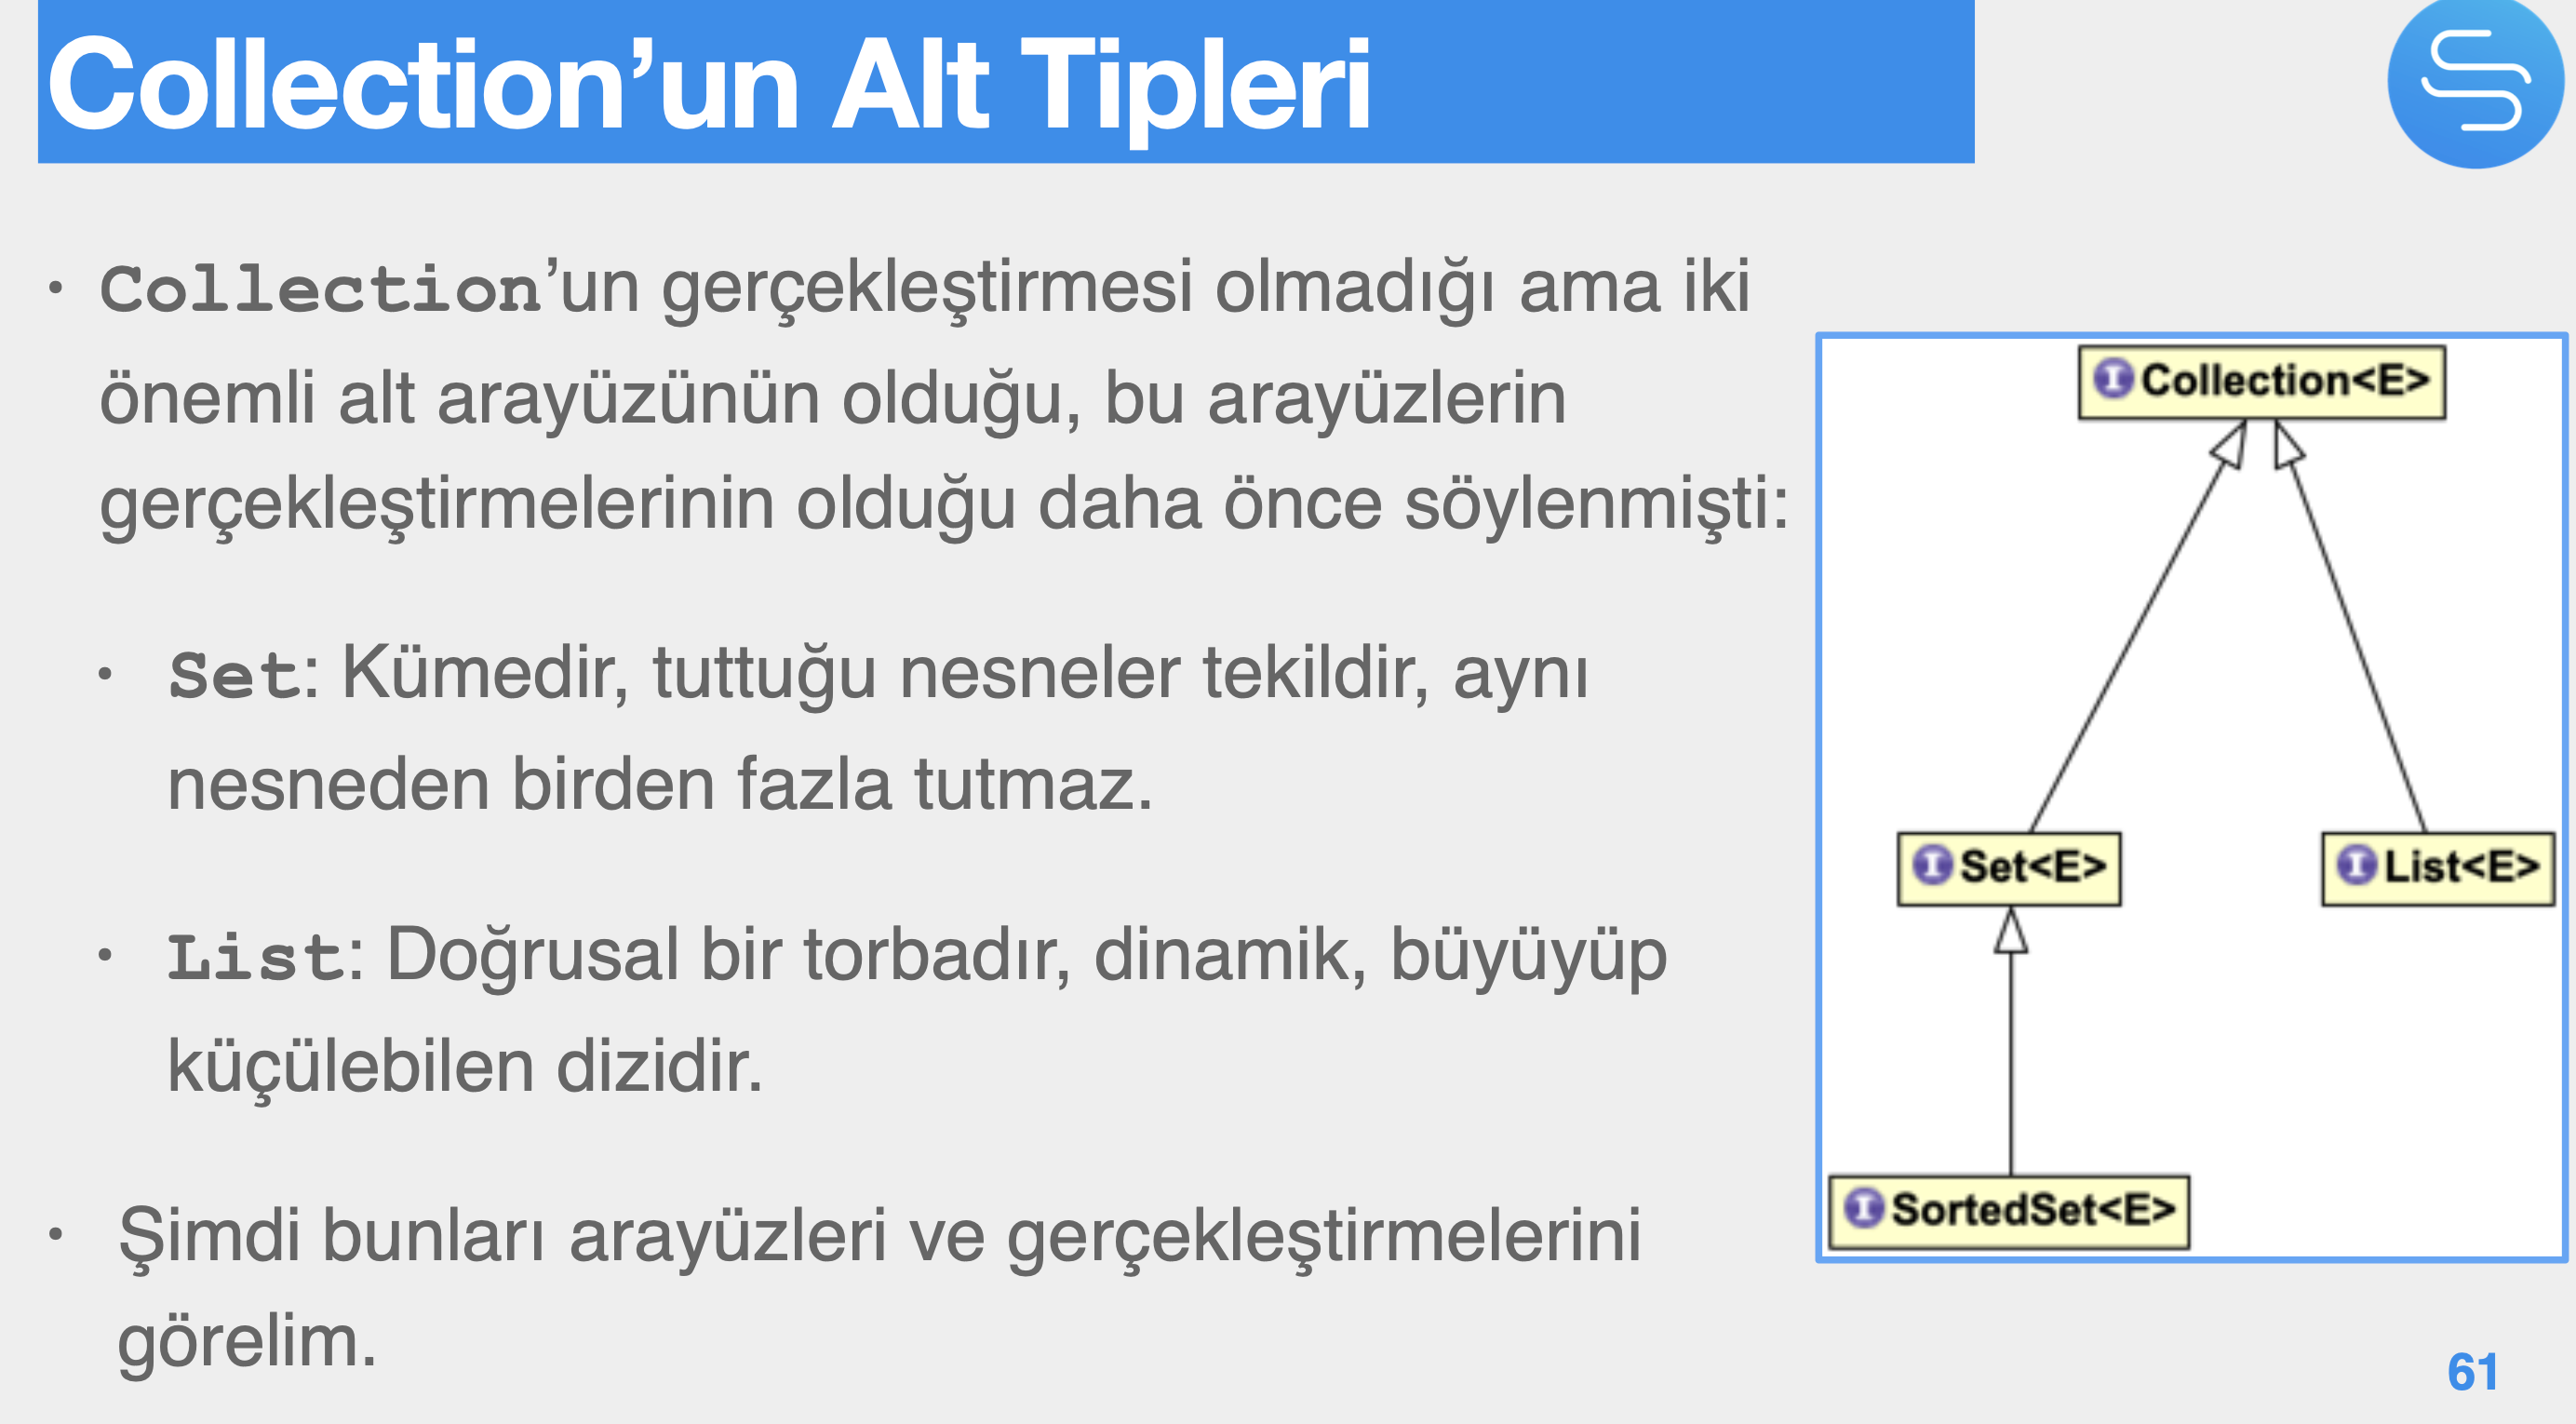 Collection’un Alt Tipleri
• Collection’un gerçekleştirmesi olmadığı ama iki
önemli alt arayüzünün olduğu, bu arayüzlerin
gerçekleştirmelerinin olduğu daha önce söylenmişti:
• Set: Kümedir, tuttuğu nesneler tekildir, aynı
nesneden birden fazla tutmaz.
• List: Doğrusal bir torbadır, dinamik, büyüyüp
küçülebilen dizidir.
• Şimdi bunları arayüzleri ve gerçekleştirmelerini
görelim.
I Collection<E>
I Set<E>
I List<E>
I SortedSet<E>
61